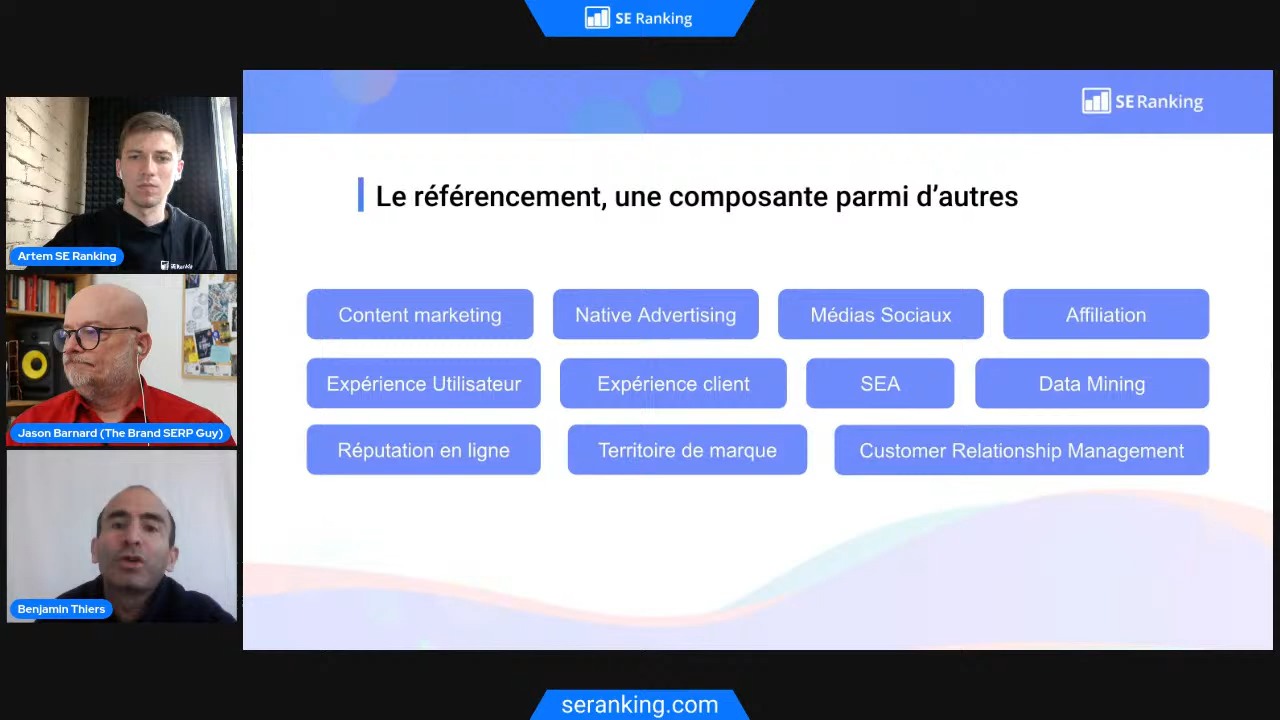 SE Ranking
SE Ranking
Le référencement, une composante parmi d’autres
Content marketing
Native Advertising
Médias Sociaux
Affiliation
Expérience Utilisateur
Expérience client
SEA
Data Mining
Réputation en ligne
Territoire de marque
Customer Relationship Management
Artem SE Ranking
Jason Barnard (The Brand SERP Guy)
Benjamin Thiers
seranking.com